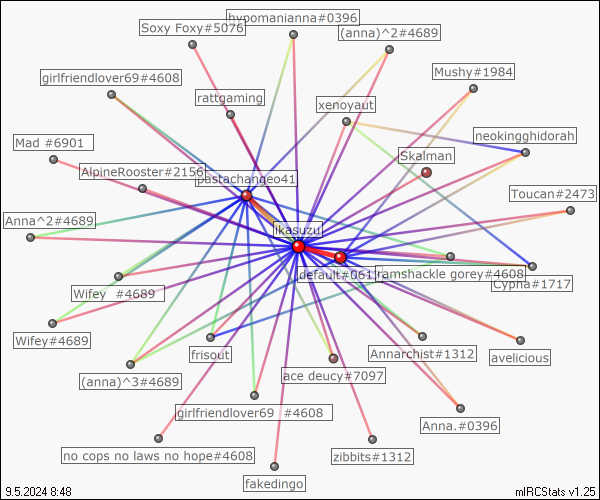 hypomanianna#0396
Soxy Foxy#5076
(anna)^2#4689
Mushy#1984
girlfriendlover69#4608
rattgaming
xenoyaut
neokingghidorah
Mad #6901
Skalman
AlpineRooster#2156
pastachangeo41
Toucan#2473
Anna^2#4689
ikasuzu
default#061
ramshackle gorey#4608
Cypha#1717
Wifey #4689
Wifey#4689
frisout
Annarchist#1312
avelicious
(anna)^3#4689
ace deucy#7097
girlfriendlover69 #4608
Anna.#0396
no cops no laws no hope#4608
zibbits#1312
fakedingo
9.5.2024 8:48
mIRCStats v1.25